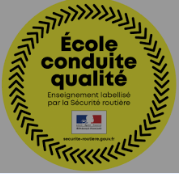 École
conduite
qualité
Enseignement labellisé
par la Sécurité routière
securite-routiere.gouv.fr